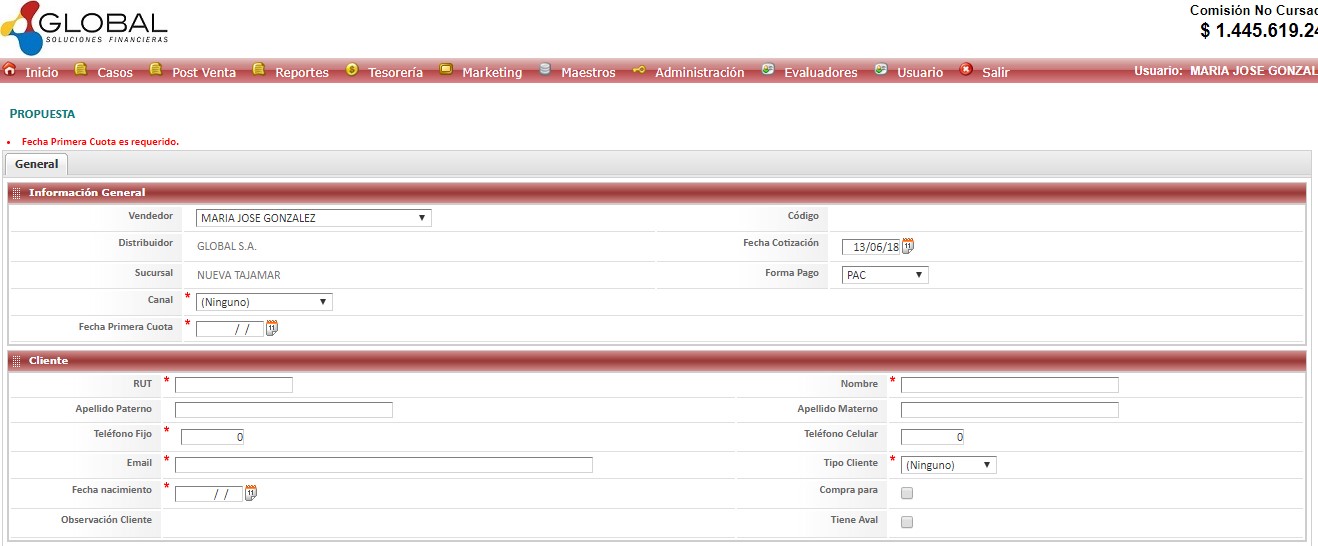 GLOBAL
SOLUCIONES FINANCIERAS
Comisión No Cursad
$ 1.445.619.24
Inicio Casos Post Venta Reportes Tesorería Marketing Maestros Administración Evaluadores Usuario Salir Usuario: MARIA JOSE GONZAL
PROPUESTA
Fecha Primera Cuota es requerido.
General
Información General
Vendedor MARIA JOSE GONZALEZ Código
Distribuidor GLOBAL S.A. Fecha Cotización 13/06/18
Sucursal NUEVA TAJAMAR Forma Pago PAC
Canal * (Ninguno)
Fecha Primera Cuota * / /
Cliente
RUT * Nombre *
Apellido Paterno Apellido Materno
Teléfono Fijo * 0 Teléfono Celular 0
Email * Tipo Cliente * (Ninguno)
Fecha nacimiento * / / Compra para
Observación Cliente Tiene Aval